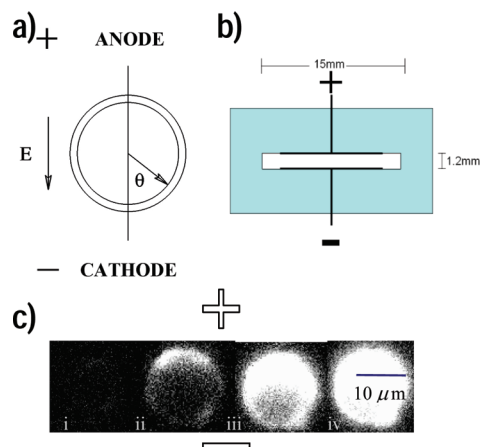 a)
+ ANODE
E
θ
— CATHODE
b)
15mm
+
1.2mm
-
c)
+
i ii iii iv
10 μm